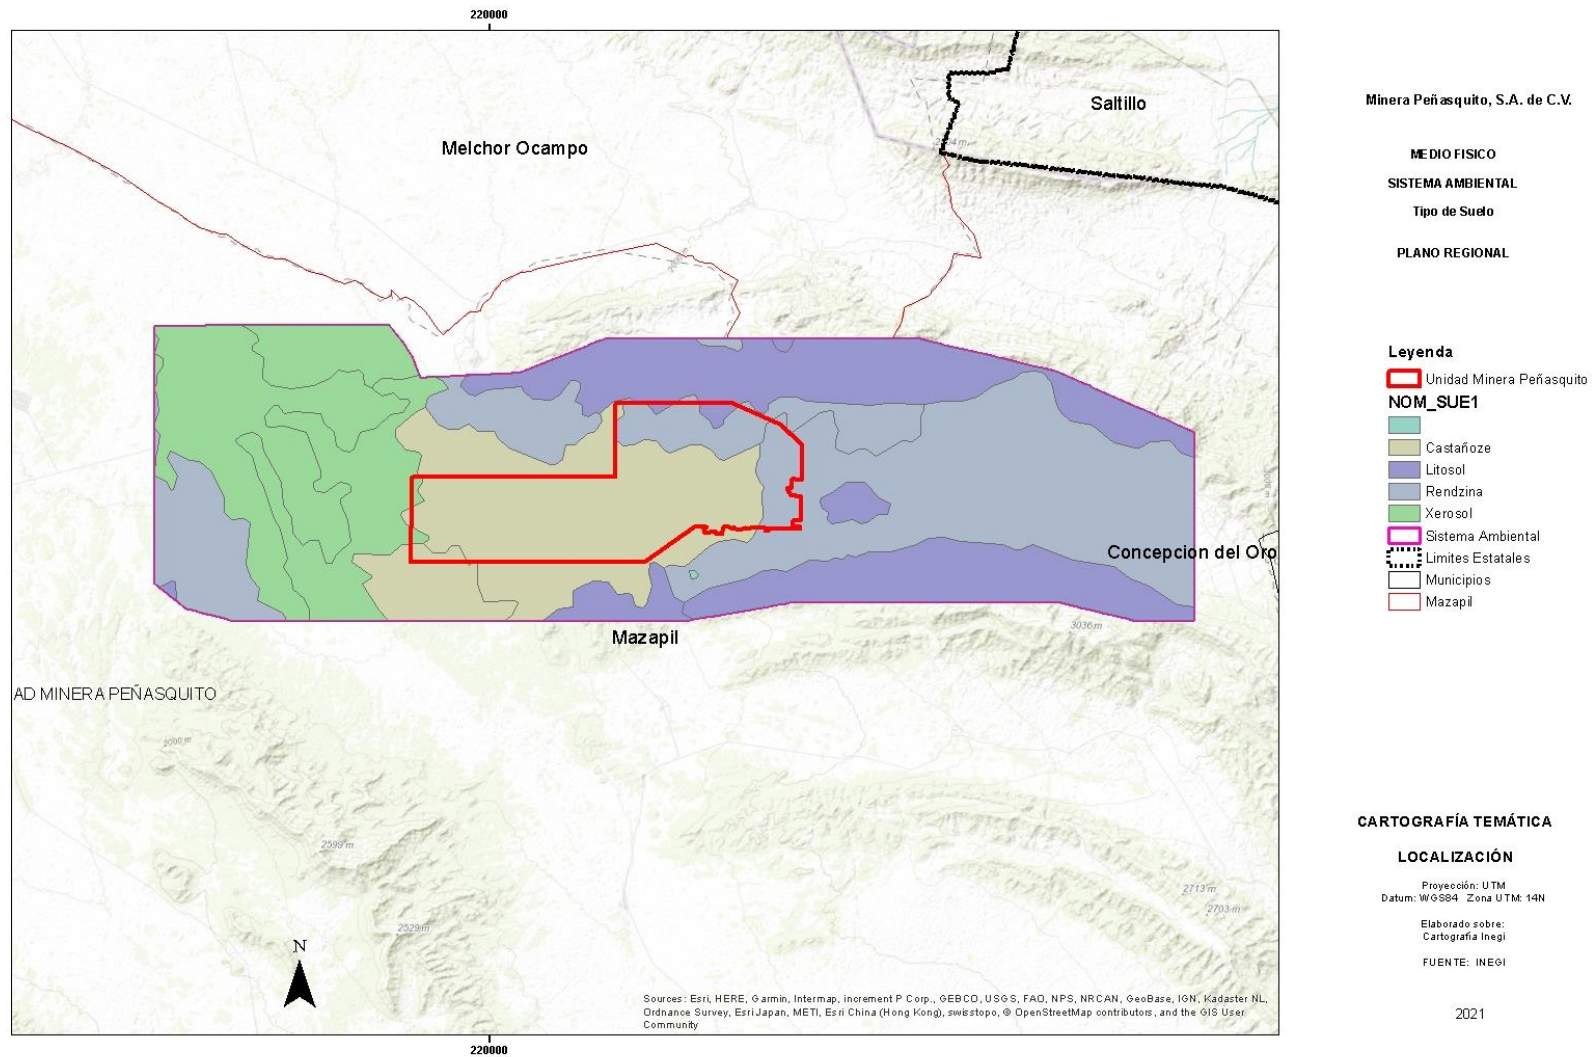 220000
Saltillo
Melchor Ocampo
Concepcion del Oro
3036 m
Mazapil
AD MINERA PEÑASQUITO
2000 m
2599 m
2529 m
2713 m
2703 m
N
Sources: Esri, HERE, Garmin, Intermap, increment P Corp., GEBCO, USGS, FAO, NPS, NRCAN, GeoBase, IGN, Kadaster NL,
Ordnance Survey, Esri Japan, METI, Esri China (Hong Kong), swisstopo, © OpenStreetMap contributors, and the GIS User
Community
220000
Minera Peñasquito, S.A. de C.V.
MEDIO FISICO
SISTEMA AMBIENTAL
Tipo de Suelo
PLANO REGIONAL
Leyenda
Unidad Minera Peñasquito
NOM_SUE1
Castañoze
Litosol
Rendzina
Xerosol
Sistema Ambiental
Limites Estatales
Municipios
Mazapil
CARTOGRAFÍA TEMÁTICA
LOCALIZACIÓN
Proyección: UTM
Datum: WGS84 Zona UTM: 14N
Elaborado sobre:
Cartografia Inegi
FUENTE: INEGI
2021